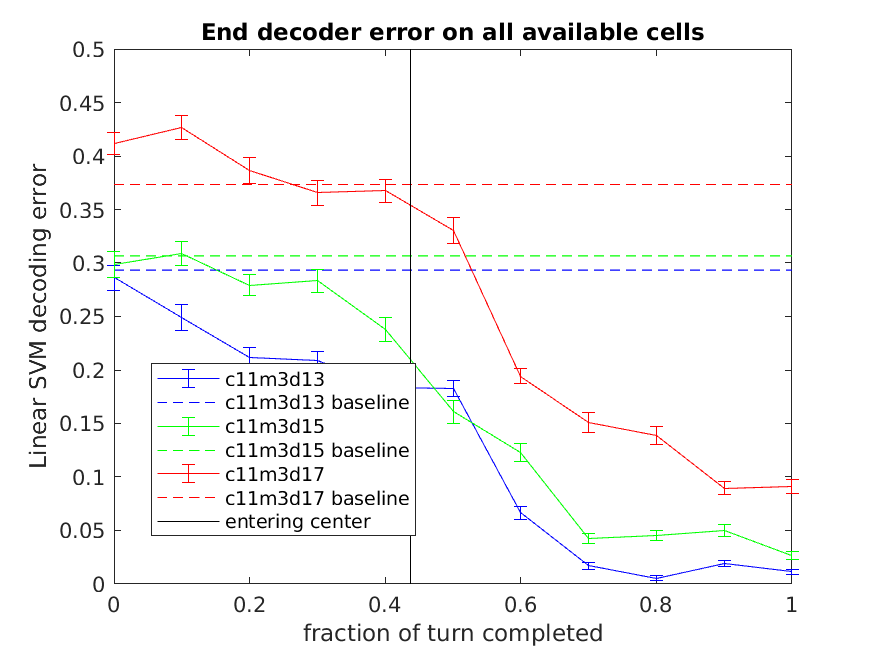 End decoder error on all available cells
0.5
0.45
0.4
0.35
0.3
0.25
0.2
0.15
0.1
0.05
0
Linear SVM decoding error
c11m3d13
c11m3d13 baseline
c11m3d15
c11m3d15 baseline
c11m3d17
c11m3d17 baseline
entering center
0 0.2 0.4 0.6 0.8 1
fraction of turn completed